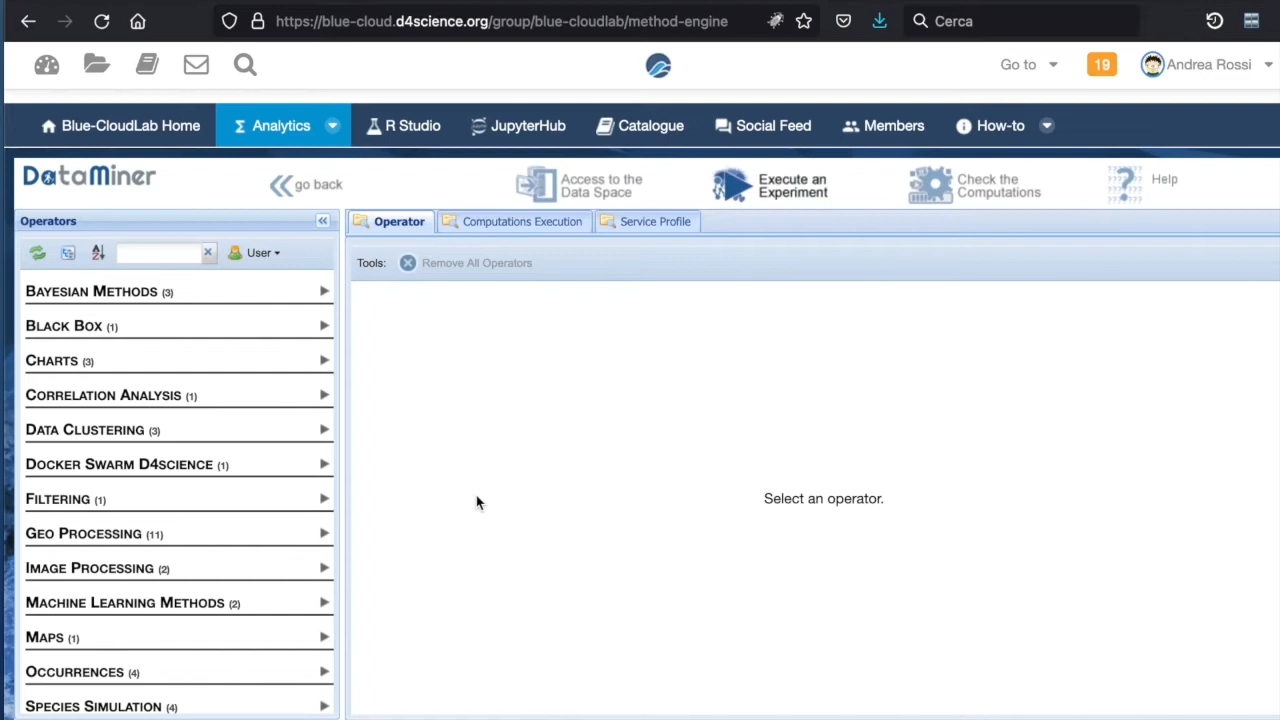 https://blue-cloud.d4science.org/group/blue-cloudlab/method-engine
Cerca
Go to
19
Andrea Rossi
Blue-CloudLab Home
Σ Analytics
R Studio
JupyterHub
Catalogue
Social Feed
Members
How-to
DataMiner
go back
Access to the
Data Space
Execute an
Experiment
Check the
Computations
Help
Operators
Operator
Computations Execution
Service Profile
User
Tools:
Remove All Operators
BAYESIAN METHODS (3)
BLACK BOX (1)
CHARTS (3)
CORRELATION ANALYSIS (1)
DATA CLUSTERING (3)
DOCKER SWARM D4SCIENCE (1)
FILTERING (1)
GEO PROCESSING (11)
IMAGE PROCESSING (2)
MACHINE LEARNING METHODS (2)
MAPS (1)
OCCURRENCES (4)
SPECIES SIMULATION (4)
Select an operator.